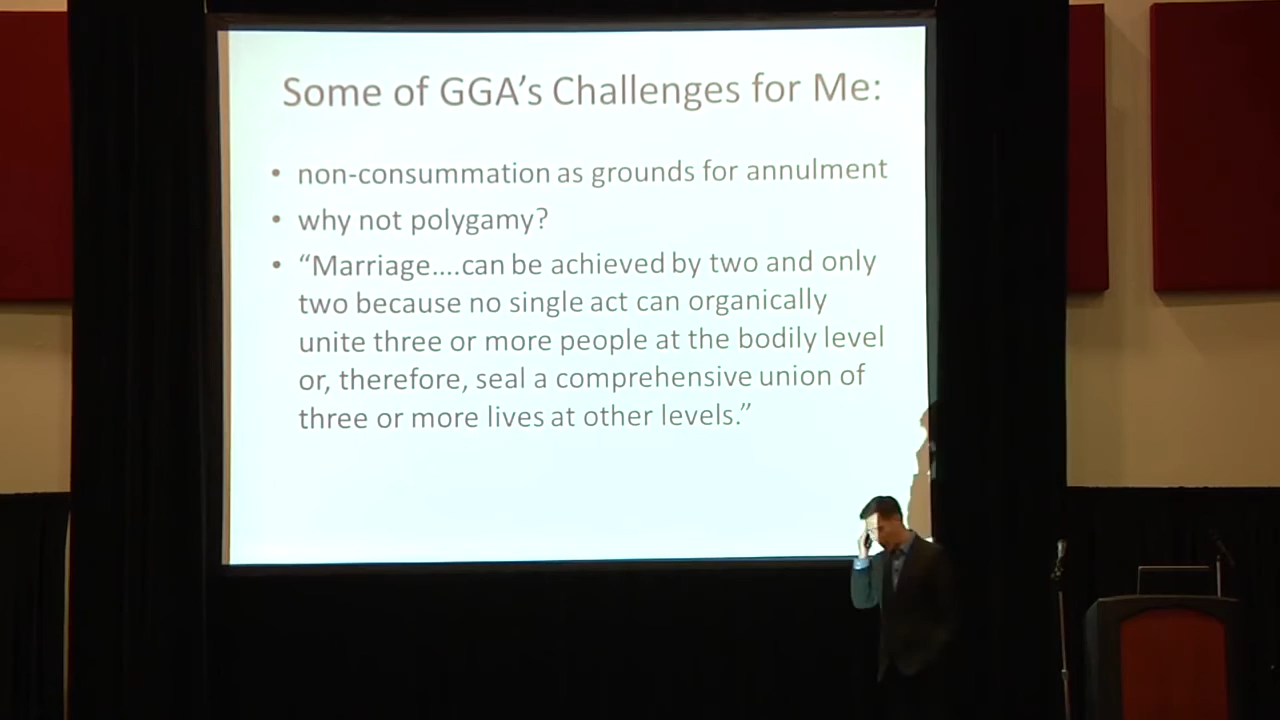 Some of GGA’s Challenges for Me:
• non-consummation as grounds for annulment
• why not polygamy?
• “Marriage....can be achieved by two and only
two because no single act can organically
unite three or more people at the bodily level
or, therefore, seal a comprehensive union of
three or more lives at other levels.”